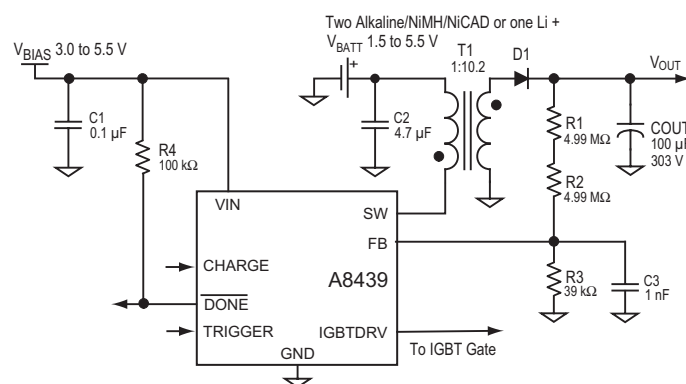 Two Alkaline/NiMH/NiCAD or one Li +
VBIAS 3.0 to 5.5 V
VBATT 1.5 to 5.5 V
+
T1
1:10.2
D1
VOUT
C1
0.1 µF
R4
100 kΩ
C2
4.7 µF
R1
4.99 MΩ
COUT
100 µF
303 V
R2
4.99 MΩ
VIN
SW
FB
CHARGE
A8439
R3
39 kΩ
C3
1 nF
DONE
TRIGGER
IGBTDRV
To IGBT Gate
GND